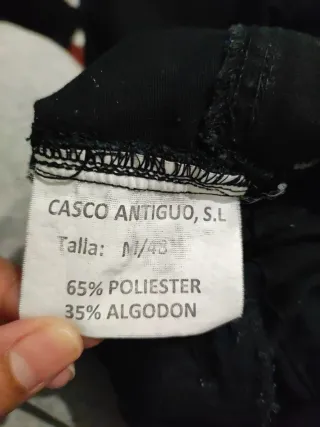 CASCO ANTIGUO, S.L
Talla: M/48
65% POLIESTER
35% ALGODON